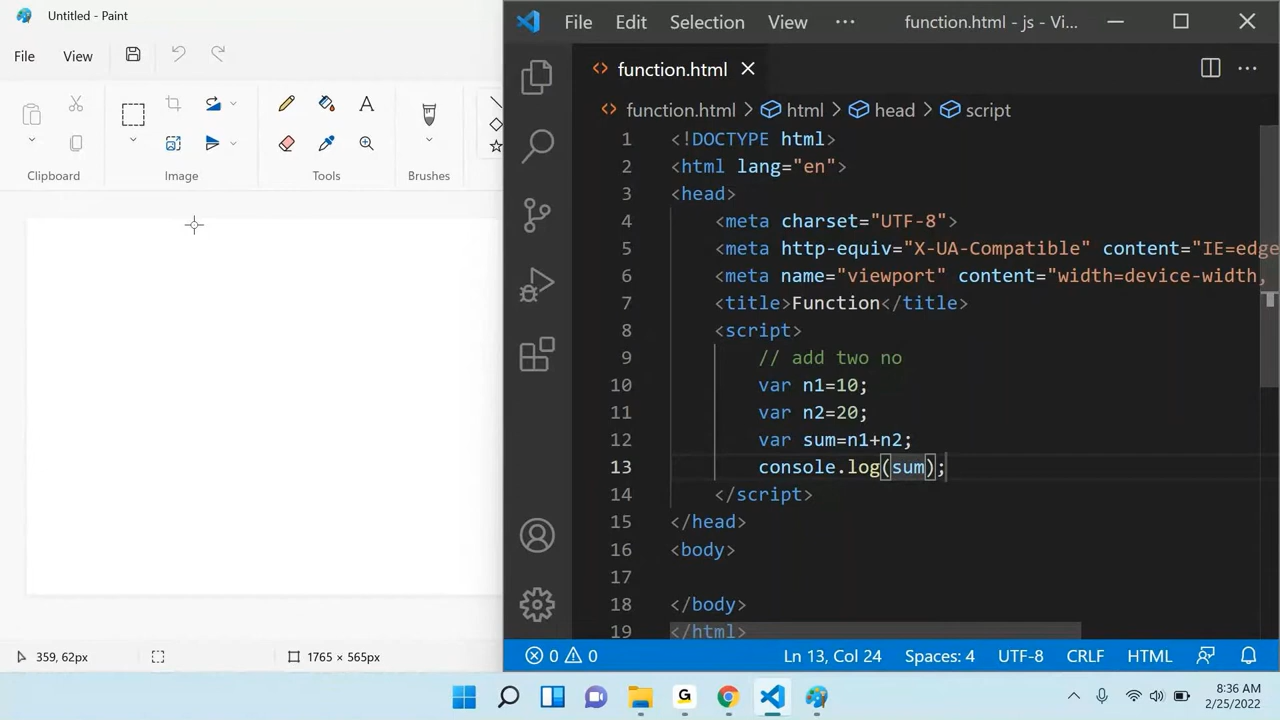 Untitled - Paint
File View
Clipboard
Image
Tools
Brushes
359, 62px
1765 × 565px
File Edit Selection View ··· function.html - js - Vi...
function.html
function.html > html > head > script
1 <!DOCTYPE html>
2 <html lang="en">
3 <head>
4 <meta charset="UTF-8">
5 <meta http-equiv="X-UA-Compatible" content="IE=edge
6 <meta name="viewport" content="width=device-width,
7 <title>Function</title>
8 <script>
9 // add two no
10 var n1=10;
11 var n2=20;
12 var sum=n1+n2;
13 console.log(sum);
14 </script>
15 </head>
16 <body>
17
18 </body>
19 </html>
0 0 Ln 13, Col 24 Spaces: 4 UTF-8 CRLF HTML
G
8:36 AM
2/25/2022